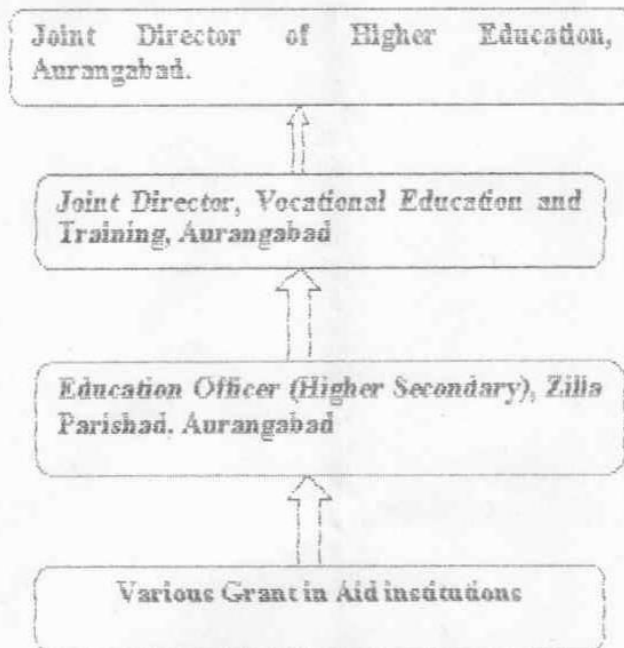 Joint Director of Higher Education,
Aurangabad.
Joint Director, Vocational Education and
Training, Aurangabad
Education Officer (Higher Secondary), Zilla
Parishad. Aurangabad
Various Grant in Aid institutions